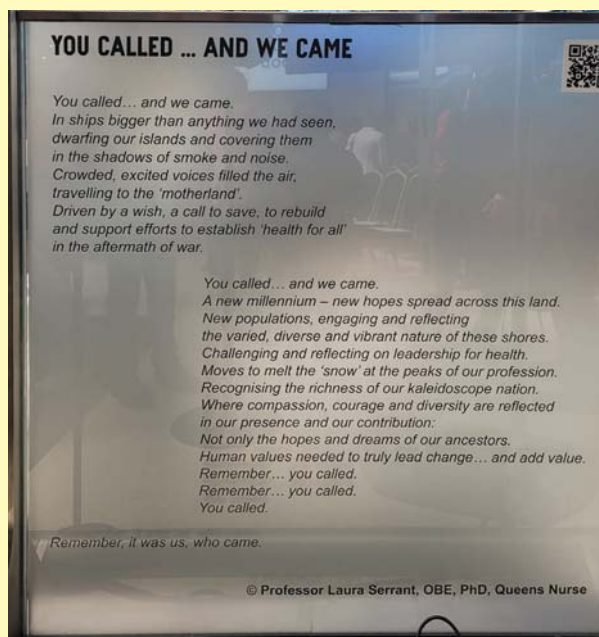 YOU CALLED ... AND WE CAME
You called… and we came.
In ships bigger than anything we had seen,
dwarfing our islands and covering them
in the shadows of smoke and noise.
Crowded, excited voices filled the air,
travelling to the ‘motherland’.
Driven by a wish, a call to save, to rebuild
and support efforts to establish ‘health for all’
in the aftermath of war.
You called… and we came.
A new millennium – new hopes spread across this land.
New populations, engaging and reflecting
the varied, diverse and vibrant nature of these shores.
Challenging and reflecting on leadership for health.
Moves to melt the ‘snow’ at the peaks of our profession.
Recognising the richness of our kaleidoscope nation.
Where compassion, courage and diversity are reflected
in our presence and our contribution:
Not only the hopes and dreams of our ancestors.
Human values needed to truly lead change… and add value.
Remember… you called.
Remember… you called.
You called.
Remember, it was us, who came.
© Professor Laura Serrant, OBE, PhD, Queens Nurse